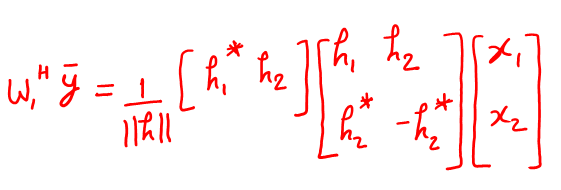 w₁ᴴ ȳ = 1/||h|| [ h₁* h₂ ] [ h₁ h₂ ; h₂* -h₂* ] [ x₁ ; x₂ ]